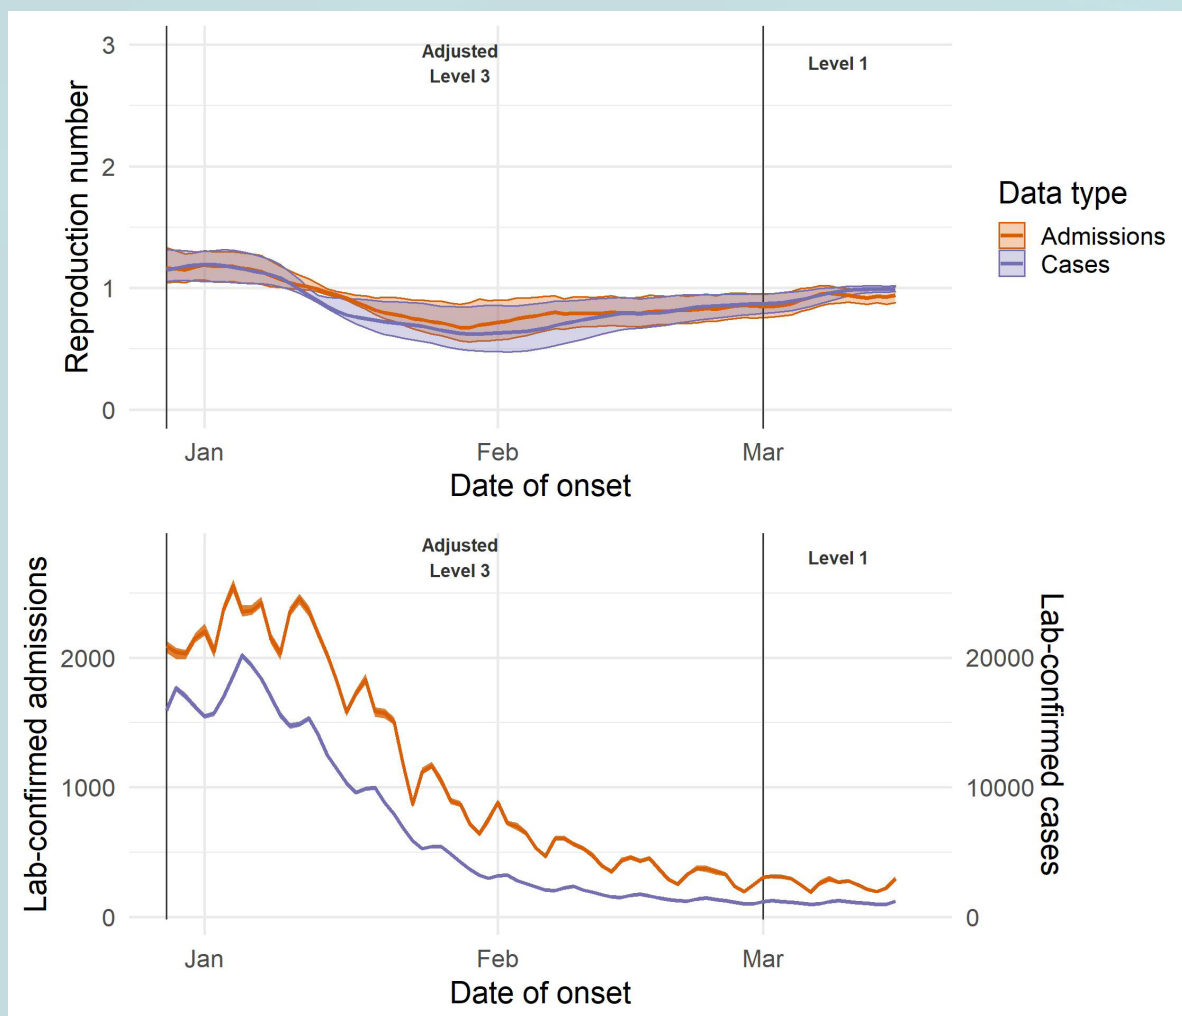 3
Adjusted
Level 3
Level 1
2
1
0
Reproduction number
Jan
Feb
Mar
Date of onset
Data type
Admissions
Cases
Adjusted
Level 3
Level 1
2000
1000
0
Lab-confirmed admissions
20000
10000
0
Lab-confirmed cases
Jan
Feb
Mar
Date of onset